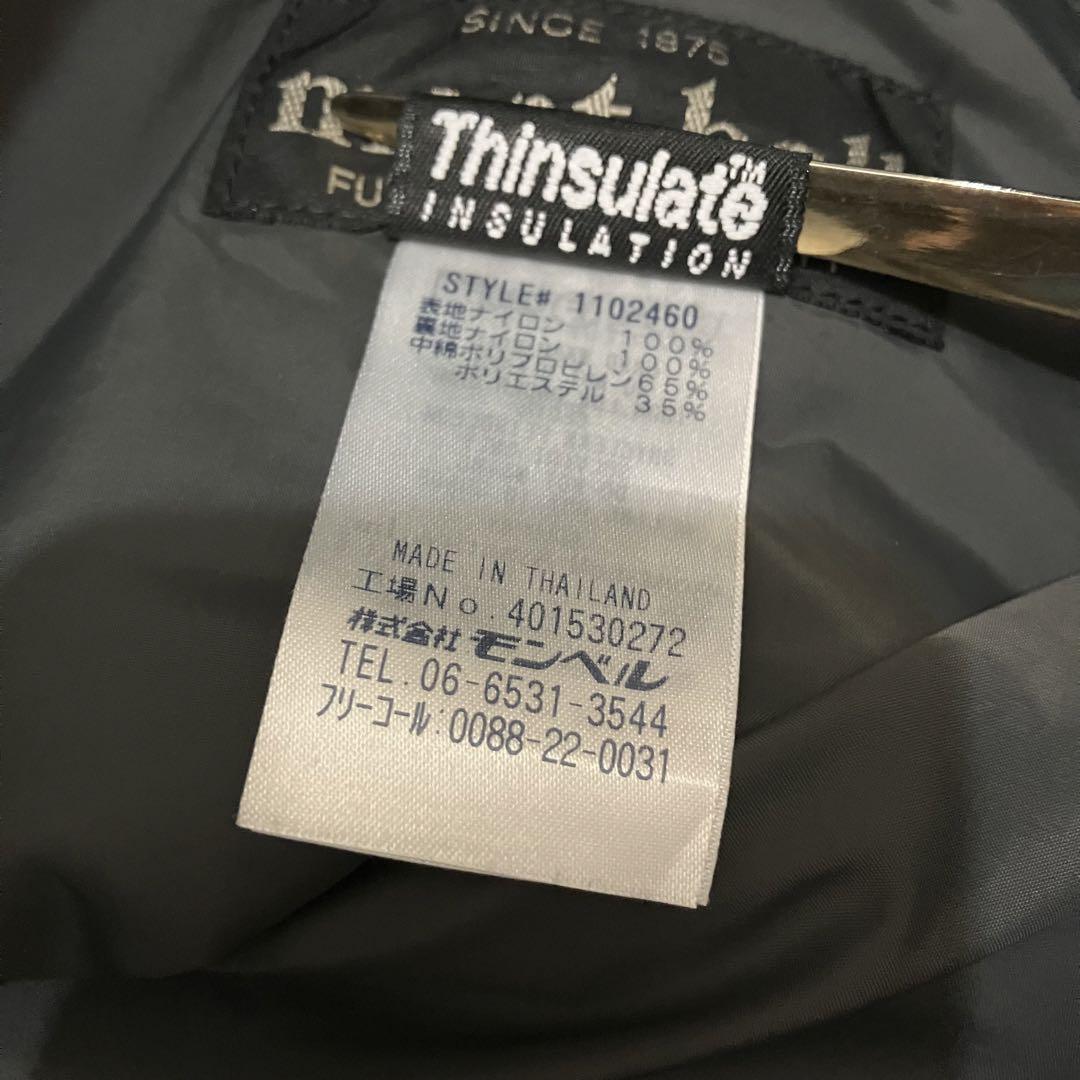 SINCE 1975
FU
Thinsulate™
INSULATION
STYLE# 1102460
表地ナイロン 100%
裏地ナイロン 100%
中綿ポリプロピレン65%
ポリエステル 35%
MADE IN THAILAND
工場No.401530272
株式会社 モンベル
TEL.06-6531-3544
フリーコール:0088-22-0031